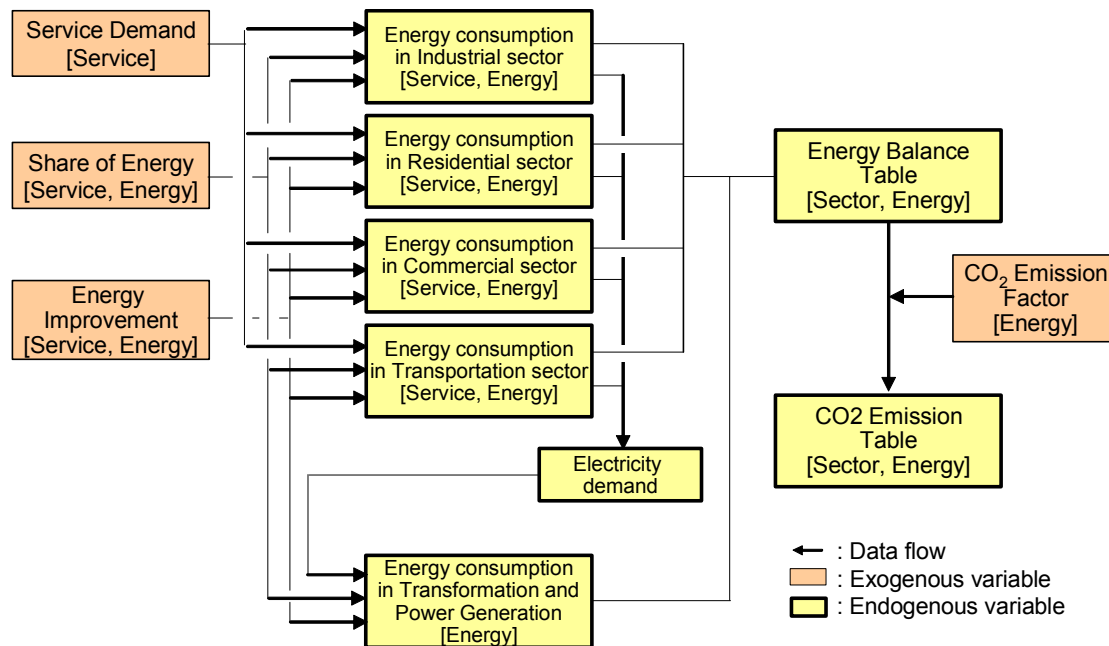 Service Demand
[Service]
Share of Energy
[Service, Energy]
Energy
Improvement
[Service, Energy]
Energy consumption
in Industrial sector
[Service, Energy]
Energy consumption
in Residential sector
[Service, Energy]
Energy consumption
in Commercial sector
[Service, Energy]
Energy consumption
in Transportation sector
[Service, Energy]
Electricity
demand
Energy consumption
in Transformation and
Power Generation
[Energy]
Energy Balance
Table
[Sector, Energy]
CO2 Emission
Factor
[Energy]
CO2 Emission
Table
[Sector, Energy]
: Data flow
: Exogenous variable
: Endogenous variable